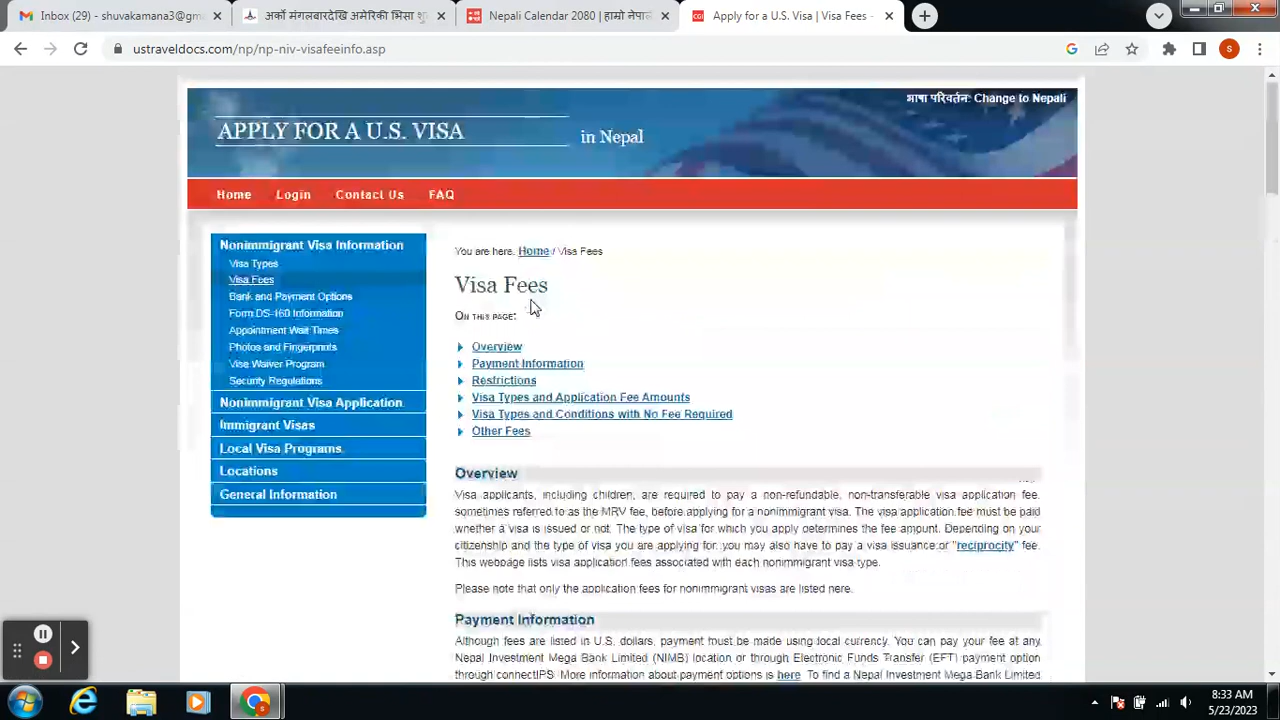 Inbox (29) - shuvakamana3@gm
अर्को मंगलबारदेखि अमेरिकी भिसा शु
Nepali Calendar 2080 | हाम्रो नेपाल
Apply for a U.S. Visa | Visa Fees -
ustraveldocs.com/np/np-niv-visafeeinfo.asp
S
भाषा परिवर्तन: Change to Nepali
APPLY FOR A U.S. VISA
in Nepal
Home
Login
Contact Us
FAQ
Nonimmigrant Visa Information
Visa Types
Visa Fees
Bank and Payment Options
Form DS-160 Information
Appointment Wait Times
Photos and Fingerprints
Visa Waiver Program
Security Regulations
Nonimmigrant Visa Application
Immigrant Visas
Local Visa Programs
Locations
General Information
You are here: Home / Visa Fees
Visa Fees
On this page:
Overview
Payment Information
Restrictions
Visa Types and Application Fee Amounts
Visa Types and Conditions with No Fee Required
Other Fees
Overview
Visa applicants, including children, are required to pay a non-refundable, non-transferable visa application fee,
sometimes referred to as the MRV fee, before applying for a nonimmigrant visa. The visa application fee must be paid
whether a visa is issued or not. The type of visa for which you apply determines the fee amount. Depending on your
citizenship and the type of visa you are applying for, you may also have to pay a visa issuance or "reciprocity" fee.
This webpage lists visa application fees associated with each nonimmigrant visa type.
Please note that only the application fees for nonimmigrant visas are listed here.
Payment Information
Although fees are listed in U.S. dollars, payment must be made using local currency. You can pay your fee at any
Nepal Investment Mega Bank Limited (NIMB) location or through Electronic Funds Transfer (EFT) payment option
through connectIPS. More information about payment options is here. To find a Nepal Investment Mega Bank Limited
8:33 AM
5/23/2023